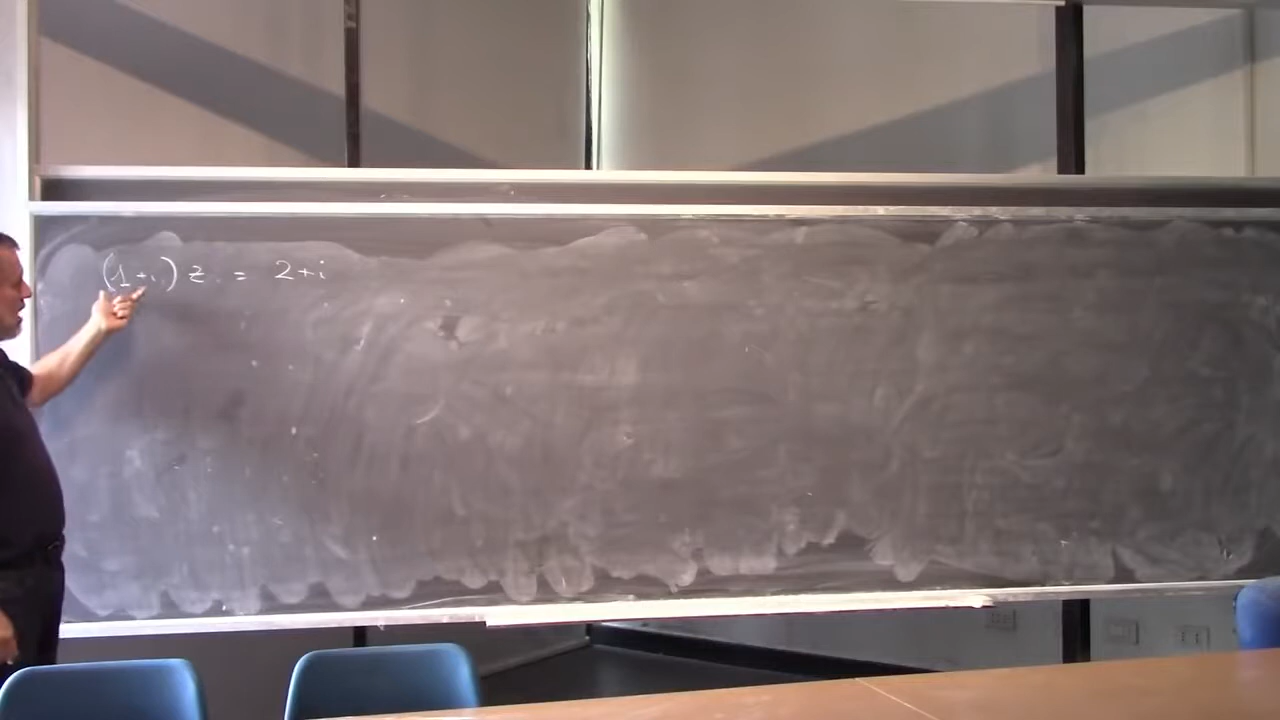 (1+i) z = 2+i